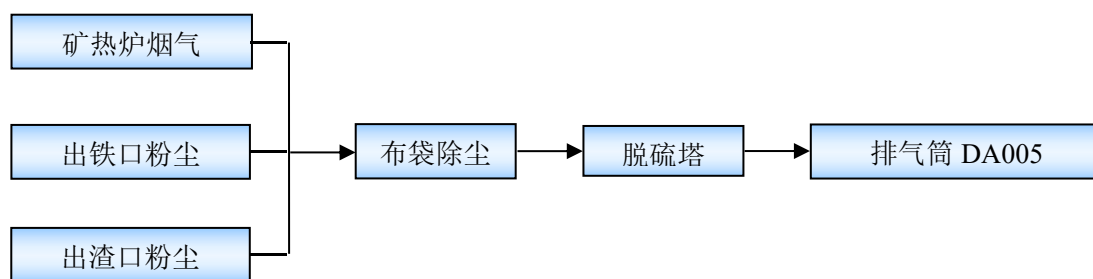 矿热炉烟气
出铁口粉尘
布袋除尘
脱硫塔
排气筒 DA005
出渣口粉尘